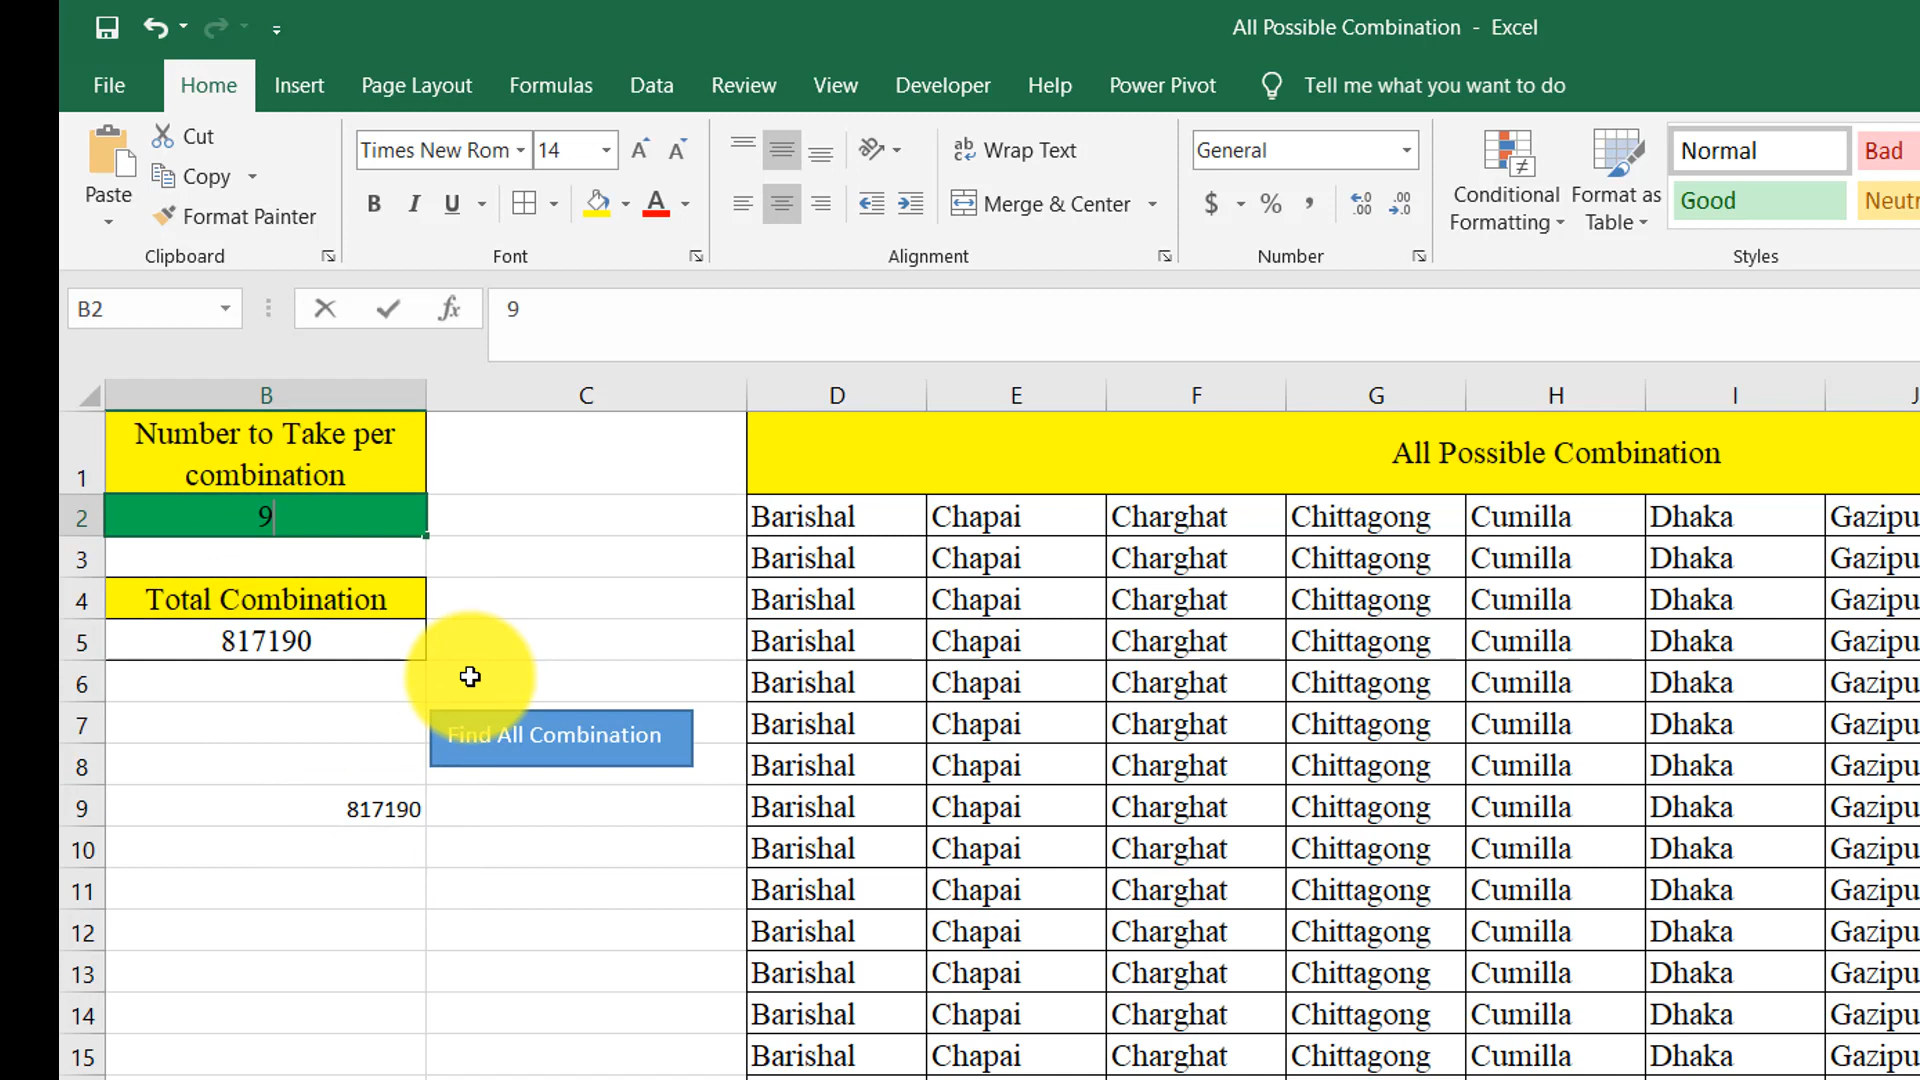 All Possible Combination - Excel
File Home Insert Page Layout Formulas Data Review View Developer Help Power Pivot Tell me what you want to do
Paste
Cut
Copy
Format Painter
Clipboard
Times New Rom 14
B I U A
Font
Wrap Text
Merge & Center
Alignment
General
$ % ,
Number
Conditional Formatting
Format as Table
Normal Bad
Good Neutr
Styles
B2 fx 9
B C D E F G H I J
1 Number to Take per combination All Possible Combination
2 9 Barishal Chapai Charghat Chittagong Cumilla Dhaka Gazipu
3 Barishal Chapai Charghat Chittagong Cumilla Dhaka Gazipu
4 Total Combination Barishal Chapai Charghat Chittagong Cumilla Dhaka Gazipu
5 817190 Barishal Chapai Charghat Chittagong Cumilla Dhaka Gazipu
6 Barishal Chapai Charghat Chittagong Cumilla Dhaka Gazipu
7 Find All Combination Barishal Chapai Charghat Chittagong Cumilla Dhaka Gazipu
8 Barishal Chapai Charghat Chittagong Cumilla Dhaka Gazipu
9 817190 Barishal Chapai Charghat Chittagong Cumilla Dhaka Gazipu
10 Barishal Chapai Charghat Chittagong Cumilla Dhaka Gazipu
11 Barishal Chapai Charghat Chittagong Cumilla Dhaka Gazipu
12 Barishal Chapai Charghat Chittagong Cumilla Dhaka Gazipu
13 Barishal Chapai Charghat Chittagong Cumilla Dhaka Gazipu
14 Barishal Chapai Charghat Chittagong Cumilla Dhaka Gazipu
15 Barishal Chapai Charghat Chittagong Cumilla Dhaka Gazipu